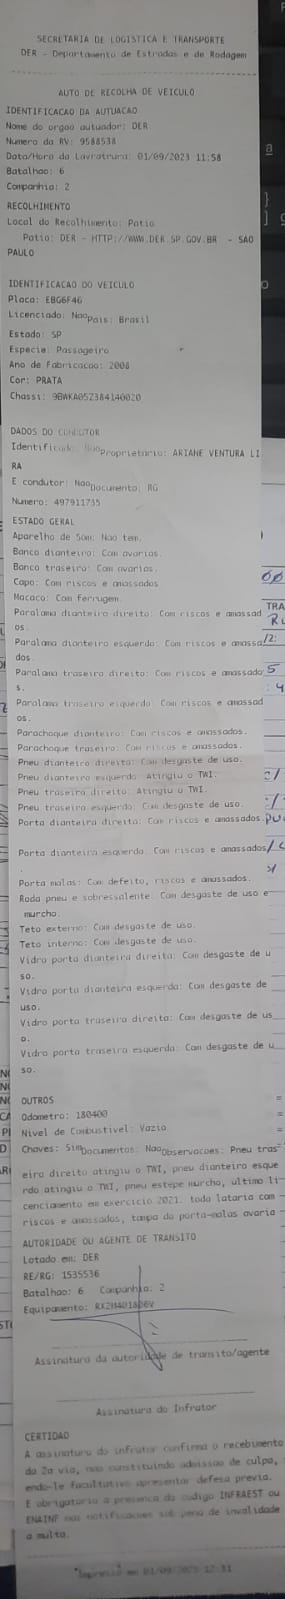 SECRETARIA DE LOGISTICA E TRANSPORTE
DER - Departamento de Estradas e de Rodagem
AUTO DE RECOLHA DE VEICULO
IDENTIFICACAO DA AUTUACAO
Nome do orgao autuador: DER
Numero da RV: 9588538
Data/Hora da Lavratrura: 01/09/2023 11:58
Batalhao: 6
Companhia: 2
RECOLHIMENTO
Local do Recolhimento: Patio
Patio: DER - HTTP://WWW.DER.SP.GOV.BR - SAO
PAULO
IDENTIFICACAO DO VEICULO
Placa: EBG6F46
Licenciado: Nao Pais: Brasil
Estado: SP
Especie: Passageiro
Ano de Fabricacao: 2008
Cor: PRATA
Chassi: 9BWKA05Z384140020
DADOS DO CONDUTOR
Identificado: Nao Proprietario: ARIANE VENTURA LI
RA
E condutor: Nao Documento: RG
Numero: 497911735
ESTADO GERAL
Aparelho de Som: Nao tem.
Banco dianteiro: Com avarias.
Banco traseiro: Com avarias.
Capo: Com riscos e amassados
Macaco: Com ferrugem.
Paralama dianteiro direito: Com riscos e amassad
os.
Paralama dianteiro esquerdo: Com riscos e amassa
dos.
Paralama traseiro direito: Com riscos e amassado
s.
Paralama traseiro esquerdo: Com riscos e amassad
os.
Parachoque dianteiro: Com riscos e amassados.
Parachoque traseiro: Com riscos e amassados.
Pneu dianteiro direito: Com desgaste de uso.
Pneu dianteiro esquerdo: Atingiu o TWI.
Pneu traseiro direito: Atingiu o TWI.
Pneu traseiro esquerdo: Com desgaste de uso.
Porta dianteira direita: Com riscos e amassados.
Porta dianteira esquerda: Com riscos e amassados
.
Porta malas: Com defeito, riscos e amassados.
Roda pneu e sobressalente: Com desgaste de uso e
murcho.
Teto externo: Com desgaste de uso.
Teto interno: Com desgaste de uso.
Vidro porta dianteira direita: Com desgaste de u
so.
Vidro porta dianteira esquerda: Com desgaste de
uso.
Vidro porta traseira direita: Com desgaste de us
o.
Vidro porta traseira esquerda: Com desgaste de u
so.
OUTROS
Odometro: 180400
Nivel de Combustivel: Vazio
Chaves: Sim Documentos: Nao Observacoes: Pneu tras
eiro direito atingiu o TWI, pneu dianteiro esque
rdo atingiu o TWI, pneu estepe murcho, ultimo li
cenciamento em exercicio 2021. toda lataria com
riscos e amassados, tampa do porta-malas avaria
AUTORIDADE OU AGENTE DE TRANSITO
Lotado em: DER
RE/RG: 1535536
Batalhao: 6 Companhia: 2
Equipamento:
Assinatura da autoridade de transito/agente
Assinatura do Infrator
CERTIDAO
A assinatura do infrator confirma o recebimento
da 2a via, nao constituindo admissao de culpa,
endo-lhe facultativo apresentar defesa previa.
E obrigatorio a presenca do codigo INFRAEST ou
ENAINF nas notificacoes sob pena de invalidade
a multa.
Impresso em 01/09/2023 12:31